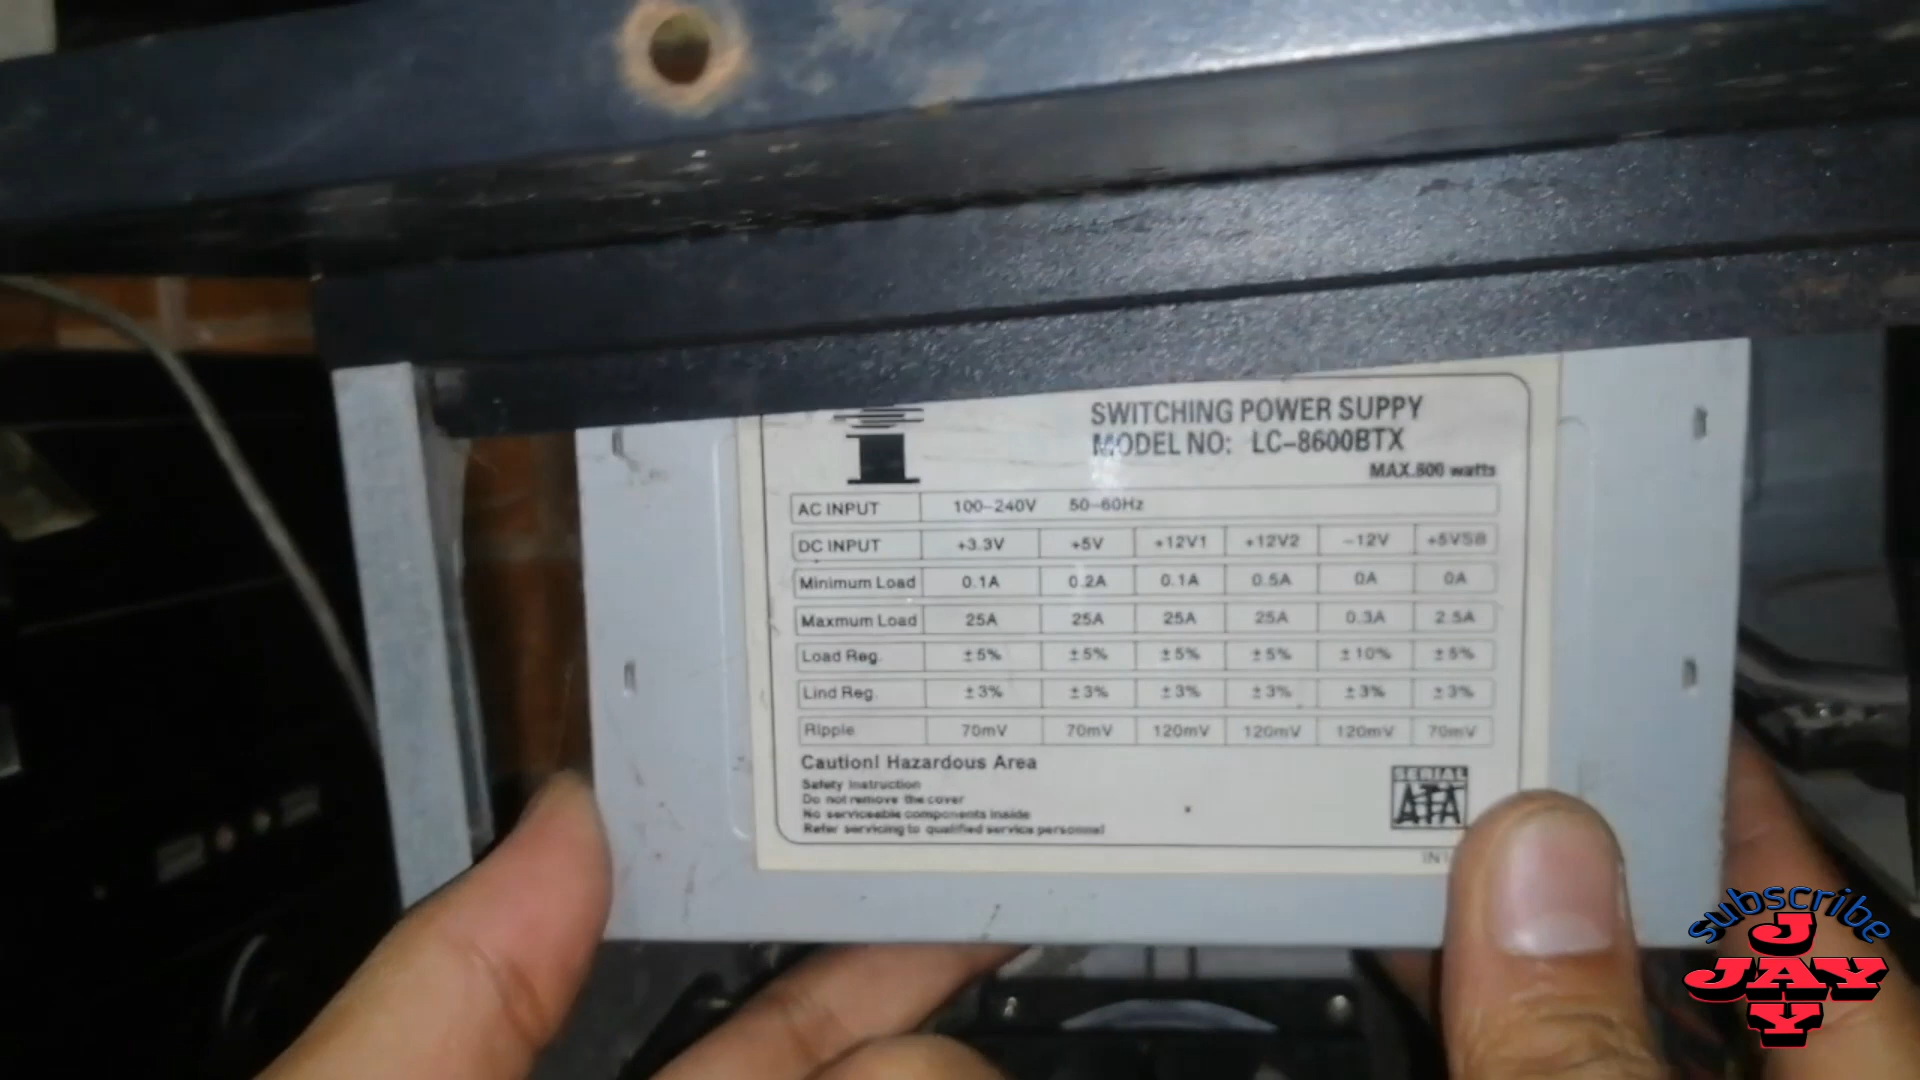 SWITCHING POWER SUPPY
MODEL NO: LC-8600BTX
MAX.600 watts
AC INPUT 100-240V 50-60Hz
DC INPUT +3.3V +5V +12V1 +12V2 -12V +5VSB
Minimum Load 0.1A 0.2A 0.1A 0.5A 0A 0A
Maxmum Load 25A 25A 25A 25A 0.3A 2.5A
Load Reg. ±5% ±5% ±5% ±5% ±10% ±5%
Lind Reg. ±3% ±3% ±3% ±3% ±3% ±3%
Ripple 70mV 70mV 120mV 120mV 120mV 70mV
Caution! Hazardous Area
Safety Instruction
Do not remove the cover
No serviceable components inside
Refer servicing to qualified service personnal
SERIAL
ATA
subscribe
J
JAY
Y